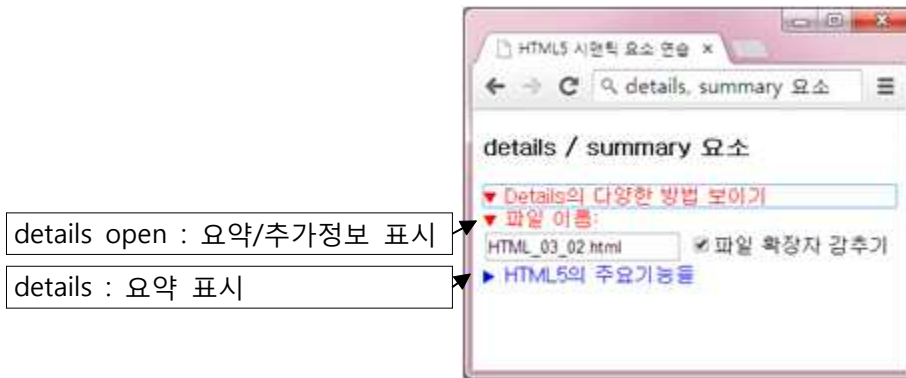 HTML5 시맨틱 요소 연습 ×
details, summary 요소
details / summary 요소
▼ Details의 다양한 방법 보이기
▼ 파일 이름:
HTML_03_02.html 파일 확장자 감추기
▶ HTML5의 주요기능들
details open : 요약/추가정보 표시
details : 요약 표시